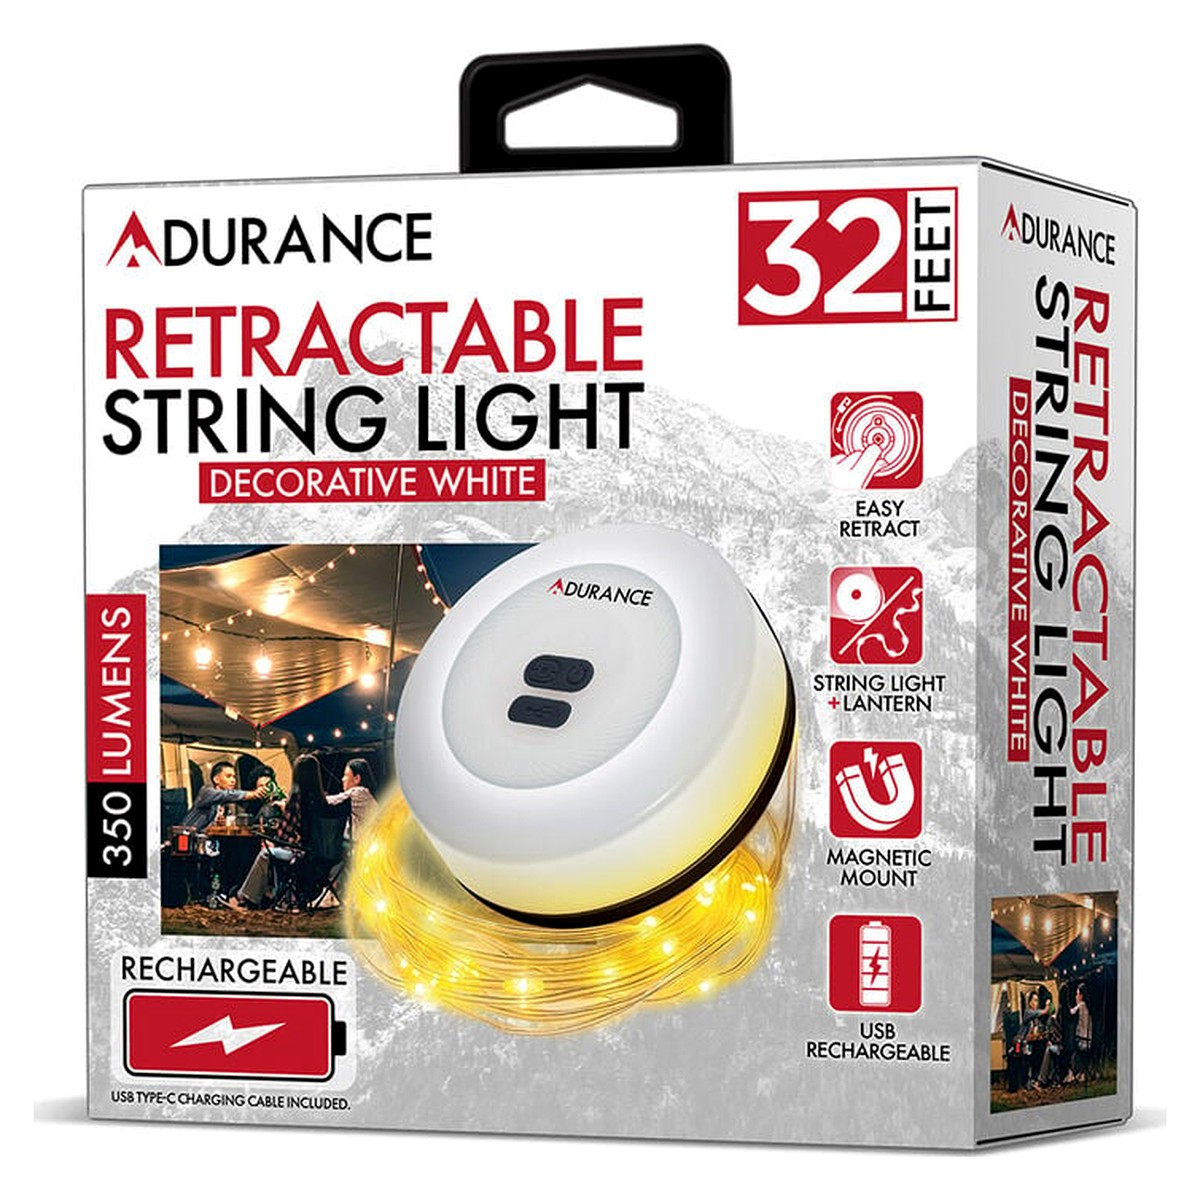 ADURANCE
32 FEET
RETRACTABLE
STRING LIGHT
DECORATIVE WHITE
EASY
RETRACT
ADURANCE
STRING LIGHT
+LANTERN
350 LUMENS
MAGNETIC
MOUNT
RECHARGEABLE
USB
RECHARGEABLE
USB TYPE-C CHARGING CABLE INCLUDED.
ADURANCE
RETRACTABLE
STRING LIGHT
DECORATIVE WHITE